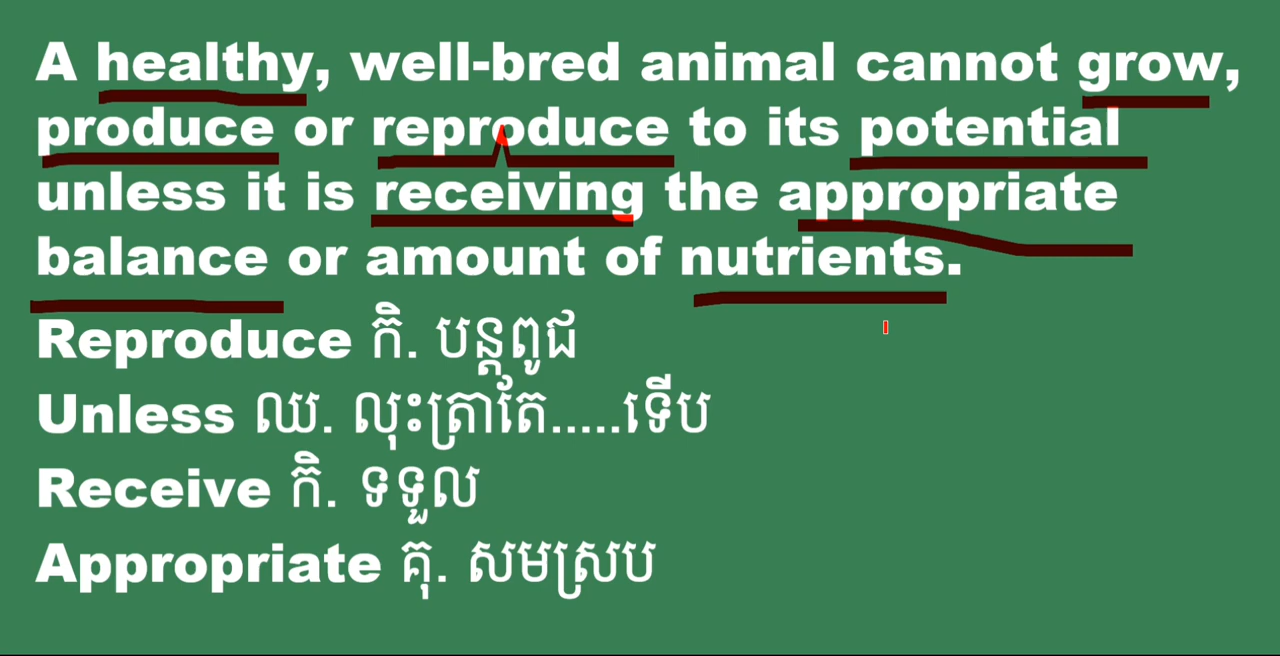 A healthy, well-bred animal cannot grow,
produce or reproduce to its potential
unless it is receiving the appropriate
balance or amount of nutrients.
Reproduce កិ. បន្តពូជ
Unless ឈ. លុះត្រាតែ.....ទើប
Receive កិ. ទទួល
Appropriate គុ. សមស្រប